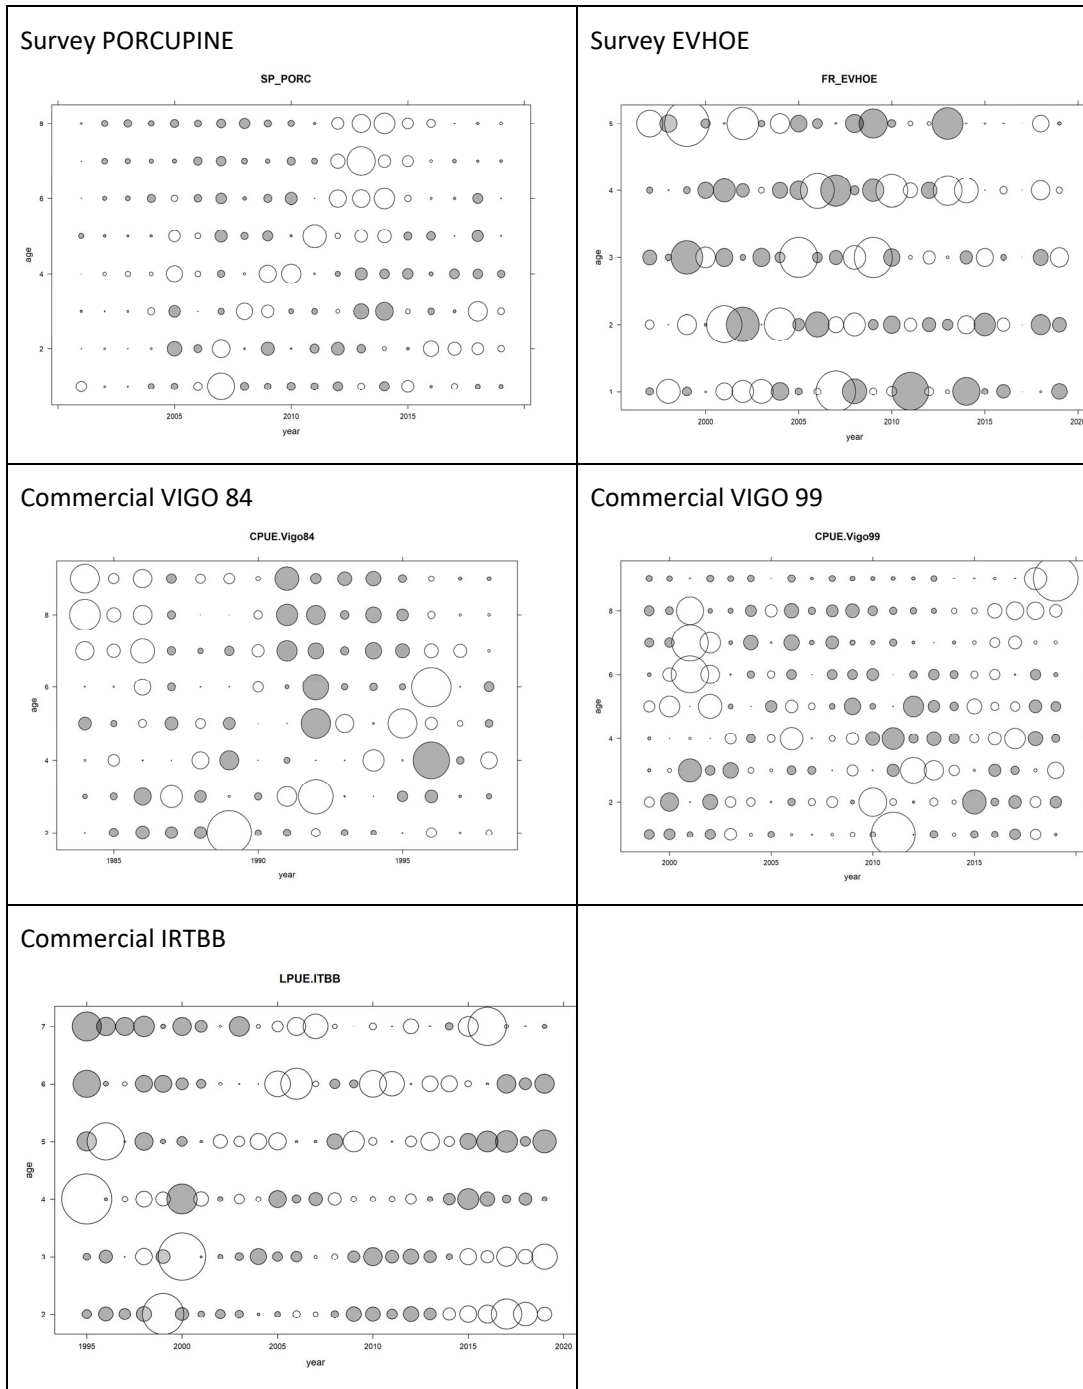 Survey PORCUPINE
SP_PORC
8
7
6
5
4
3
2
1
age
2005 2010 2015
year
Survey EVHOE
FR_EVHOE
5
4
3
2
1
age
2000 2005 2010 2015 2020
year
Commercial VIGO 84
CPUE.Vigo84
9
8
7
6
5
4
3
2
age
1985 1990 1995
year
Commercial VIGO 99
CPUE.Vigo99
9
8
7
6
5
4
3
2
1
age
2000 2005 2010 2015
year
Commercial IRTBB
LPUE.ITBB
7
6
5
4
3
2
age
1995 2000 2005 2010 2015 2020
year